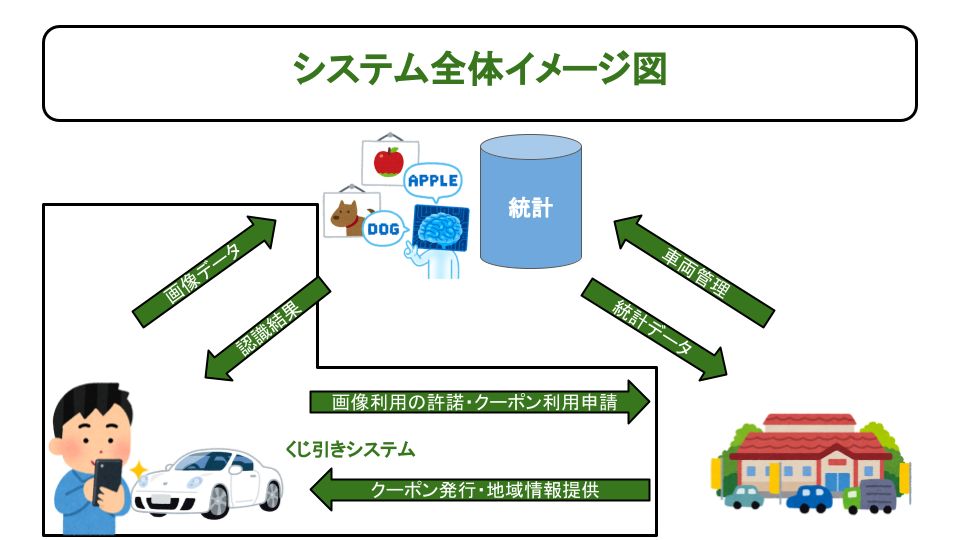 システム全体イメージ図
APPLE
DOG
統計
画像データ
認識結果
車両管理
統計データ
画像利用の許諾・クーポン利用申請
くじ引きシステム
クーポン発行・地域情報提供